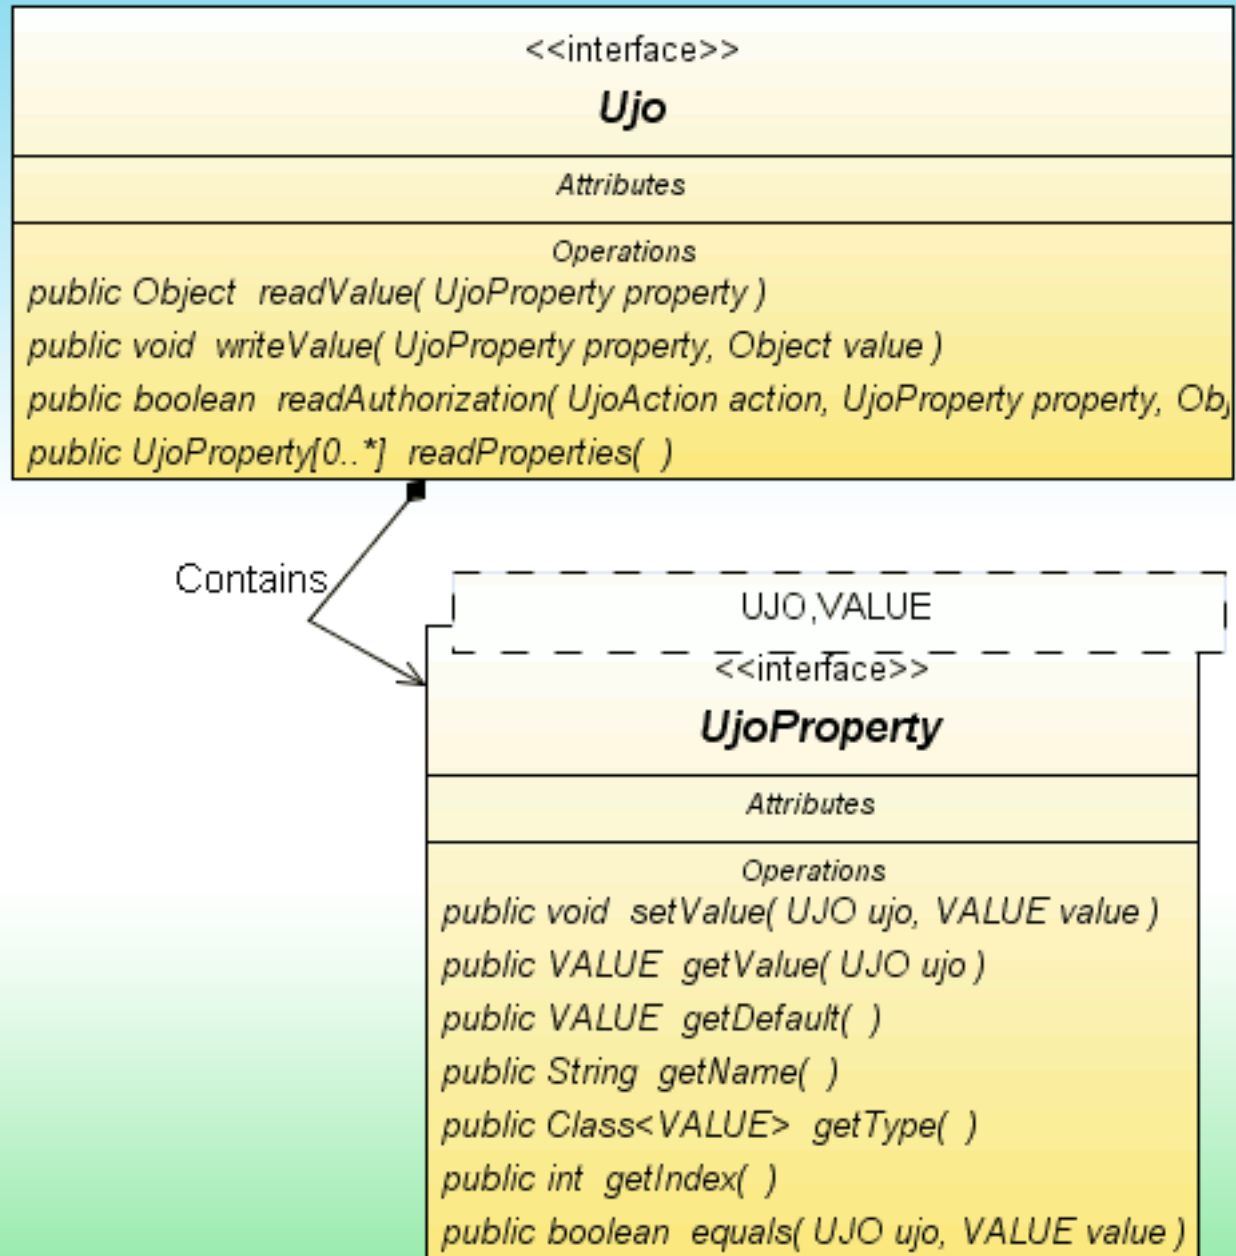 <<interface>>
Ujo
Attributes
Operations
public Object readValue( UjoProperty property )
public void writeValue( UjoProperty property, Object value )
public boolean readAuthorization( UjoAction action, UjoProperty property, Obj
public UjoProperty[0..*] readProperties( )
Contains
UJO,VALUE
<<interface>>
UjoProperty
Attributes
Operations
public void setValue( UJO ujo, VALUE value )
public VALUE getValue( UJO ujo )
public VALUE getDefault( )
public String getName( )
public Class<VALUE> getType( )
public int getIndex( )
public boolean equals( UJO ujo, VALUE value )